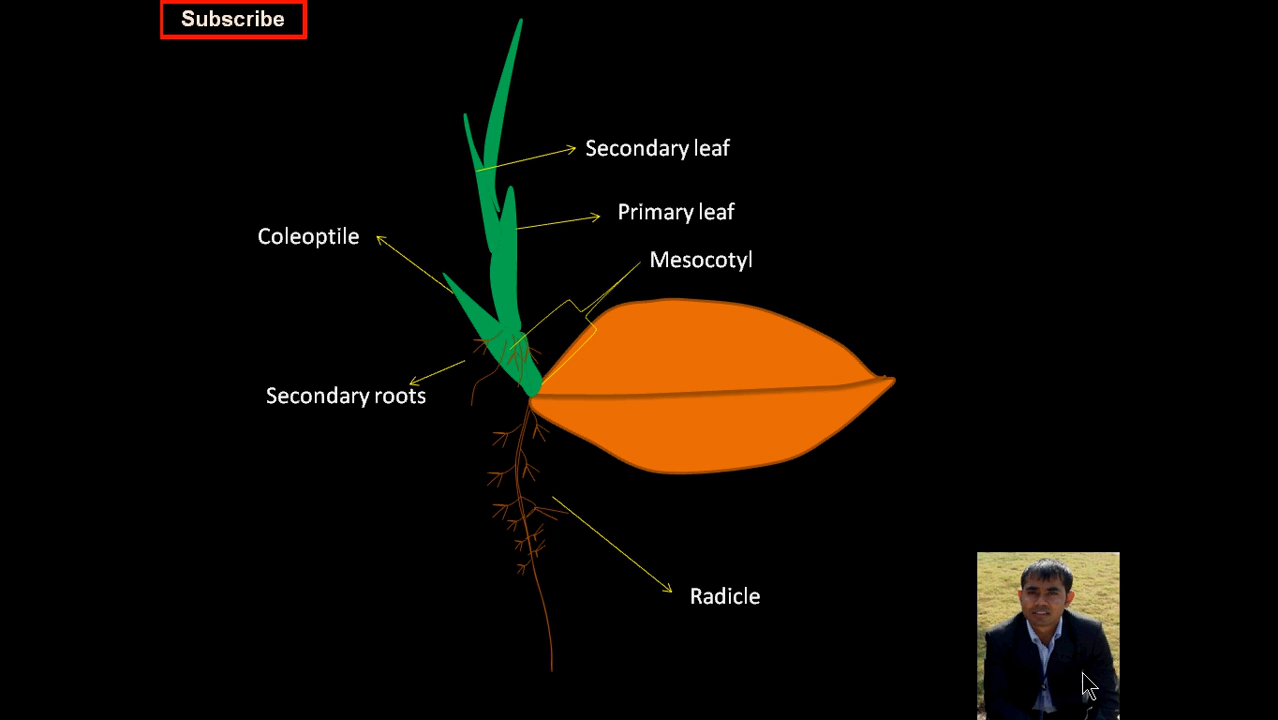 Subscribe
Secondary leaf
Primary leaf
Coleoptile
Mesocotyl
Secondary roots
Radicle